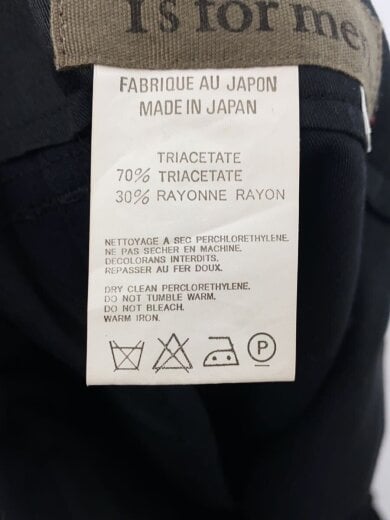 Y's for men
FABRIQUE AU JAPON
MADE IN JAPAN
TRIACETATE
70% TRIACETATE
30% RAYONNE RAYON
NETTOYAGE A SEC PERCHLORETHYLENE.
NE PAS SECHER EN MACHINE.
DECOLORANS INTERDITS.
REPASSER AU FER DOUX.
DRY CLEAN PERCLORETHYLENE.
DO NOT TUMBLE WARM.
DO NOT BLEACH.
WARM IRON.
P